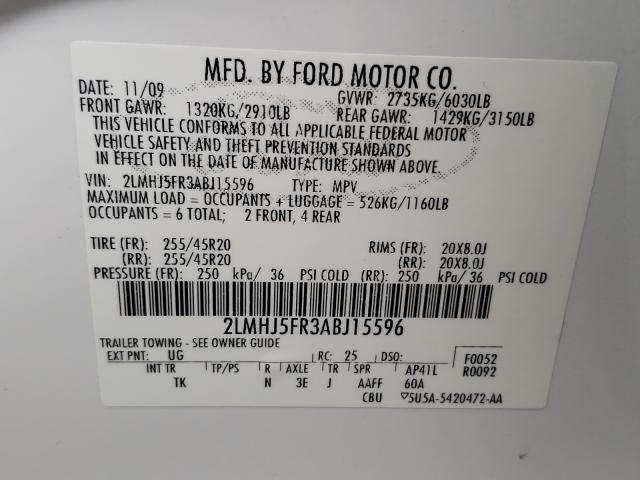 MFD. BY FORD MOTOR CO.
DATE: 11/09 GVWR: 2735KG/6030LB
FRONT GAWR: 1320KG/2910LB REAR GAWR: 1429KG/3150LB
THIS VEHICLE CONFORMS TO ALL APPLICABLE FEDERAL MOTOR
VEHICLE SAFETY AND THEFT PREVENTION STANDARDS
IN EFFECT ON THE DATE OF MANUFACTURE SHOWN ABOVE.
VIN: 2LMHJ5FR3ABJ15596 TYPE: MPV
MAXIMUM LOAD = OCCUPANTS + LUGGAGE = 526KG/1160LB
OCCUPANTS = 6 TOTAL; 2 FRONT, 4 REAR
TIRE (FR): 255/45R20 RIMS (FR): 20X8.0J
(RR): 255/45R20 (RR): 20X8.0J
PRESSURE (FR): 250 kPa/ 36 PSI COLD (RR): 250 kPa/ 36 PSI COLD
2LMHJ5FR3ABJ15596
TRAILER TOWING - SEE OWNER GUIDE
EXT PNT: UG RC: 25 DSO: F0052
INT TR TP/PS R AXLE TR SPR AP41L R0092
TK N 3E J AAFF 60A
CBU ▽5U5A-5420472-AA